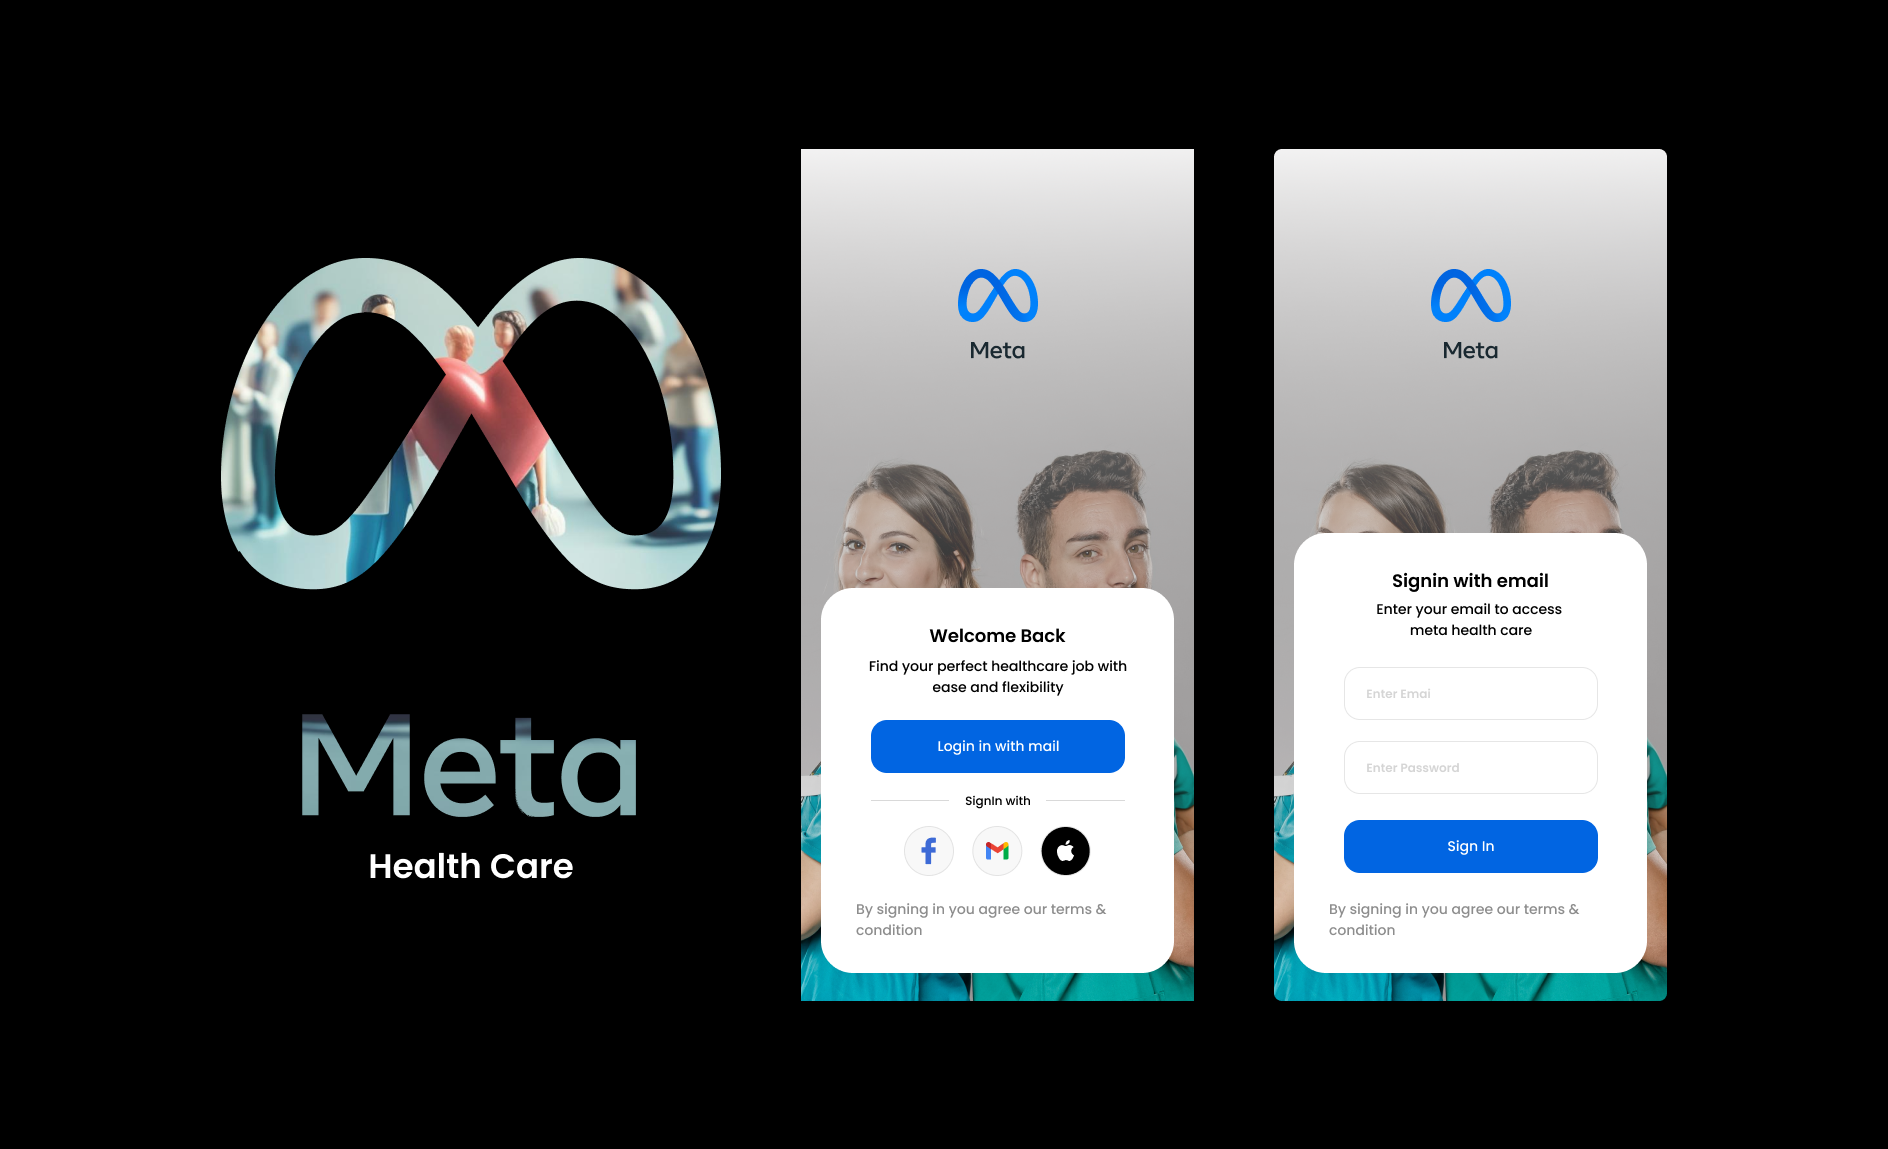 Meta
Health Care
Meta
Welcome Back
Find your perfect healthcare job with
ease and flexibility
Login in with mail
SignIn with
By signing in you agree our terms &
condition
Meta
Signin with email
Enter your email to access
meta health care
Enter Emai
Enter Password
Sign In
By signing in you agree our terms &
condition